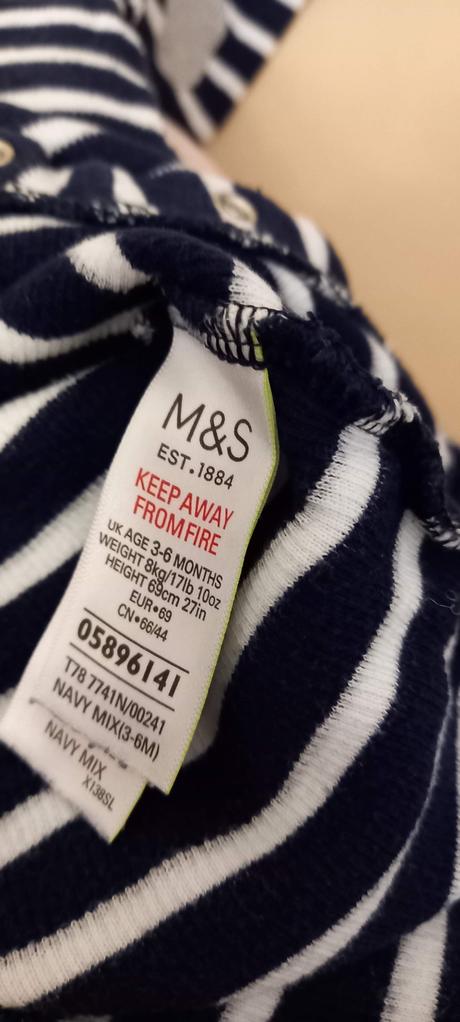 M&S
EST.1884
KEEP AWAY
FROM FIRE
UK AGE 3-6 MONTHS
WEIGHT 8kg/17lb 10oz
HEIGHT 69cm 27in
EUR•69
CN•66/44
05896141
T78 7741N/00241
NAVY MIX(3-6M)
NAVY MIX
X138SL